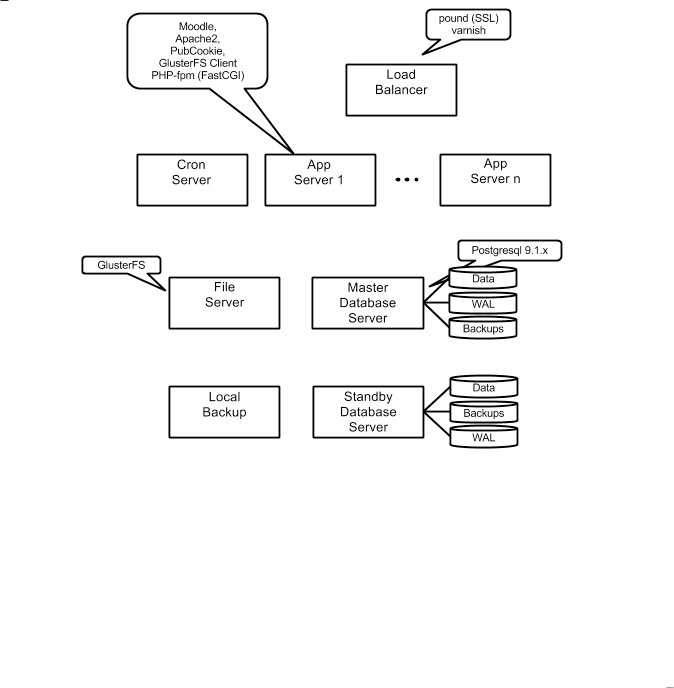 Moodle,
Apache2,
PubCookie,
GlusterFS Client
PHP-fpm (FastCGI)
pound (SSL)
varnish
Load
Balancer
Cron
Server
App
Server 1
App
Server n
GlusterFS
File
Server
Master
Database
Server
Postgresql 9.1.x
Data
WAL
Backups
Local
Backup
Standby
Database
Server
Data
Backups
WAL